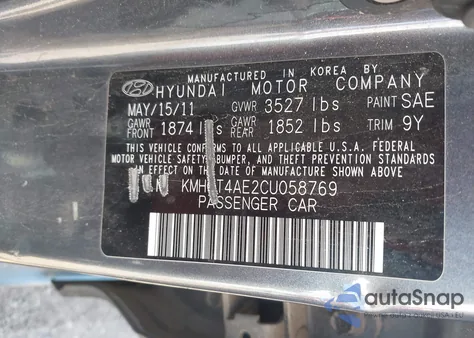 MANUFACTURED IN KOREA BY
HYUNDAI MOTOR COMPANY
MAY/15/11 GVWR 3527 lbs PAINT SAE
GAWR FRONT 1874 lbs GAWR REAR 1852 lbs TRIM 9Y
THIS VEHICLE CONFORMS TO ALL APPLICABLE U.S.A. FEDERAL
MOTOR VEHICLE SAFETY, BUMPER, AND THEFT PREVENTION STANDARDS
IN EFFECT ON THE DATE OF MANUFACTURE SHOWN ABOVE
PASSENGER CAR
autoSnap